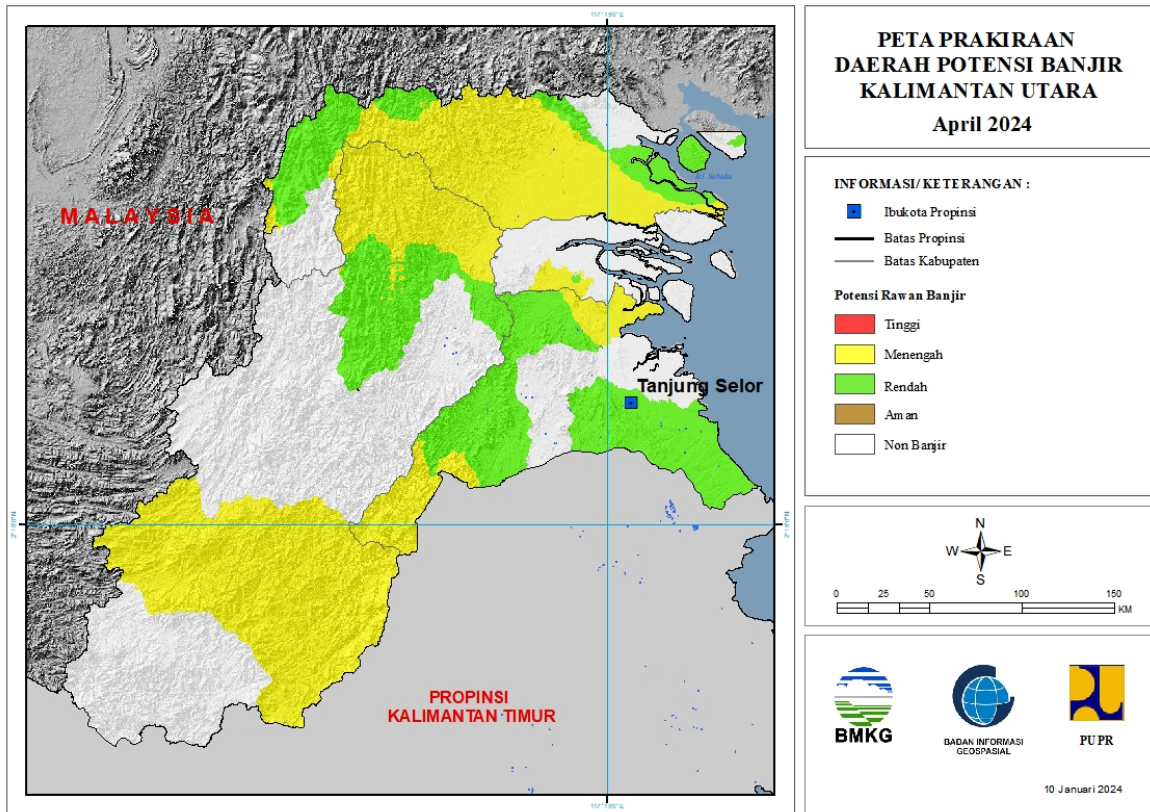 PETA PRAKIRAAN
DAERAH POTENSI BANJIR
KALIMANTAN UTARA
April 2024
INFORMASI/ KETERANGAN :
Ibukota Propinsi
Batas Propinsi
Batas Kabupaten
Potensi Rawan Banjir
Tinggi
Menengah
Rendah
Aman
Non Banjir
MALAYSIA
Tanjung Selor
PROPINSI
KALIMANTAN TIMUR
N
W E
S
0 25 50 100 150
KM
BMKG
BADAN INFORMASI
GEOSPASIAL
PUPR
10 Januari 2024